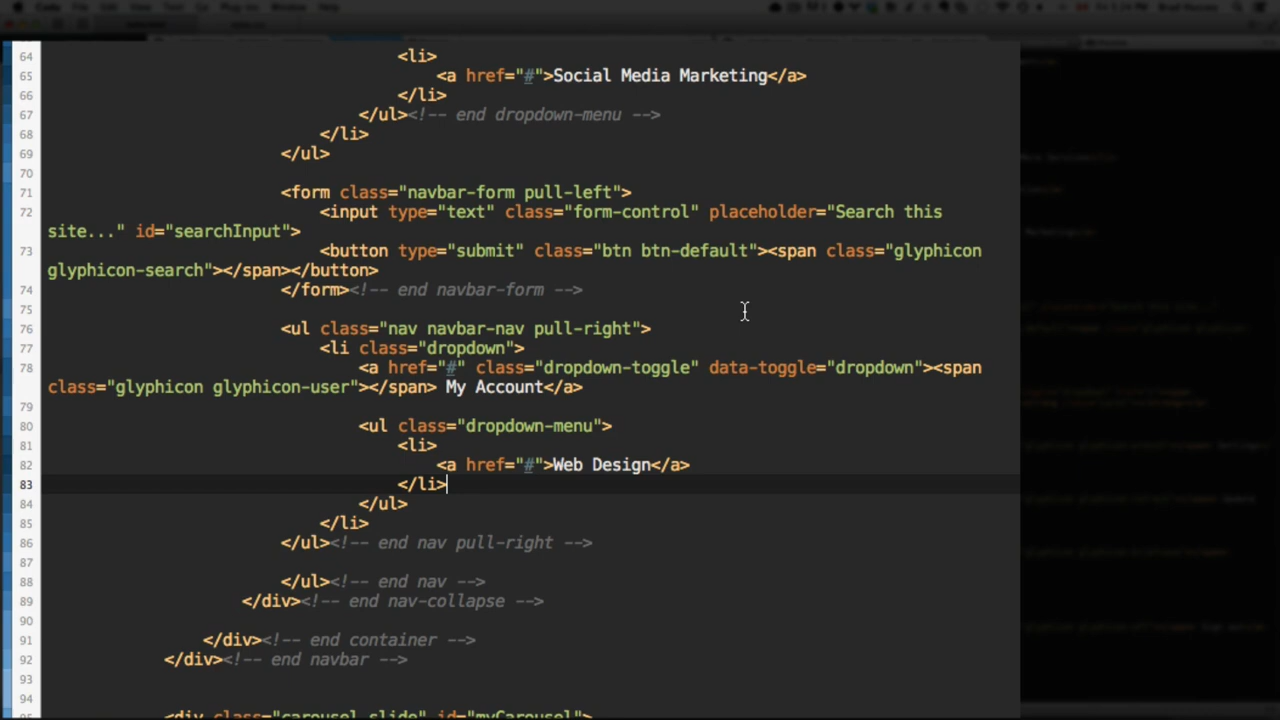 64 <li>
65 <a href="#">Social Media Marketing</a>
66 </li>
67 </ul><!-- end dropdown-menu -->
68 </li>
69 </ul>
70
71 <form class="navbar-form pull-left">
72 <input type="text" class="form-control" placeholder="Search this
site..." id="searchInput">
73 <button type="submit" class="btn btn-default"><span class="glyphicon
glyphicon-search"></span></button>
74 </form><!-- end navbar-form -->
75
76 <ul class="nav navbar-nav pull-right">
77 <li class="dropdown">
78 <a href="#" class="dropdown-toggle" data-toggle="dropdown"><span
class="glyphicon glyphicon-user"></span> My Account</a>
79
80 <ul class="dropdown-menu">
81 <li>
82 <a href="#">Web Design</a>
83 </li>
84 </ul>
85 </li>
86 </ul><!-- end nav pull-right -->
87
88 </ul><!-- end nav -->
89 </div><!-- end nav-collapse -->
90
91 </div><!-- end container -->
92 </div><!-- end navbar -->
93
94
<div class="carousel slide" id="myCarousel">